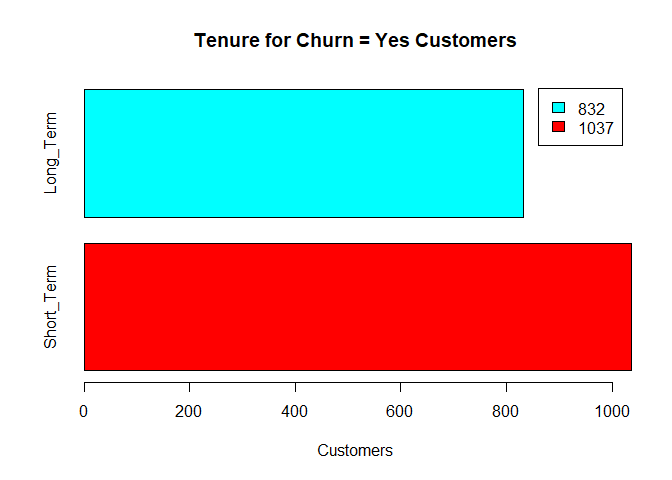 Tenure for Churn = Yes Customers
Long_Term
832
1037
Short_Term
0 200 400 600 800 1000
Customers